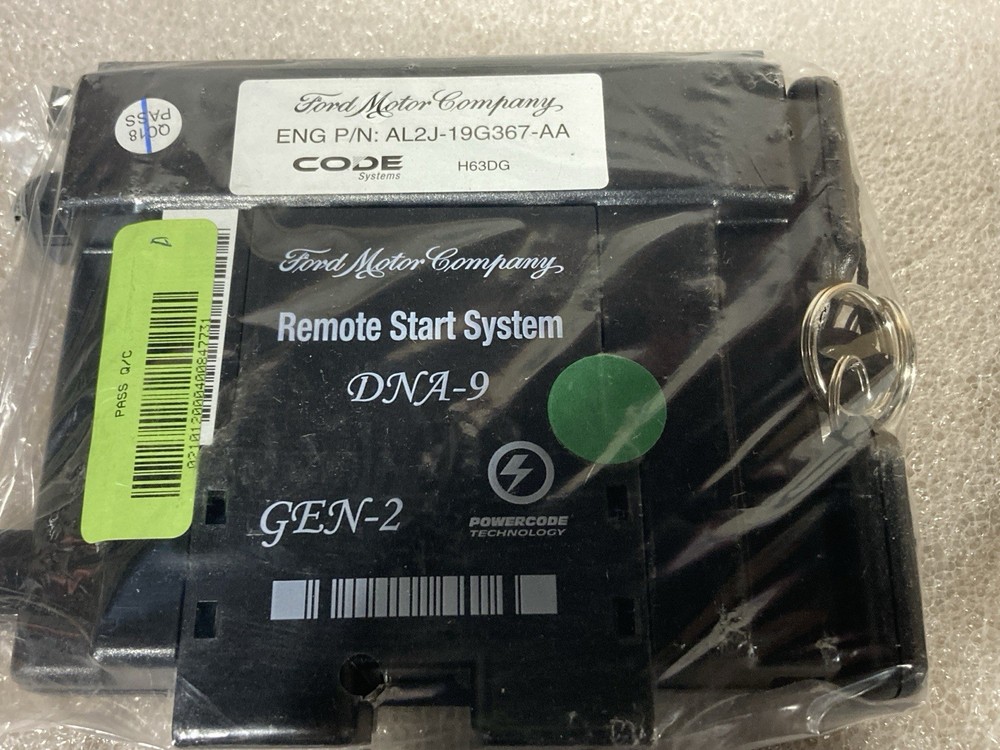 Ford Motor Company
ENG P/N: AL2J-19G367-AA
CODE
Systems
H63DG
QC18
PASS
PASS Q/C
Ford Motor Company
Remote Start System
DNA-9
GEN-2
POWERCODE
TECHNOLOGY